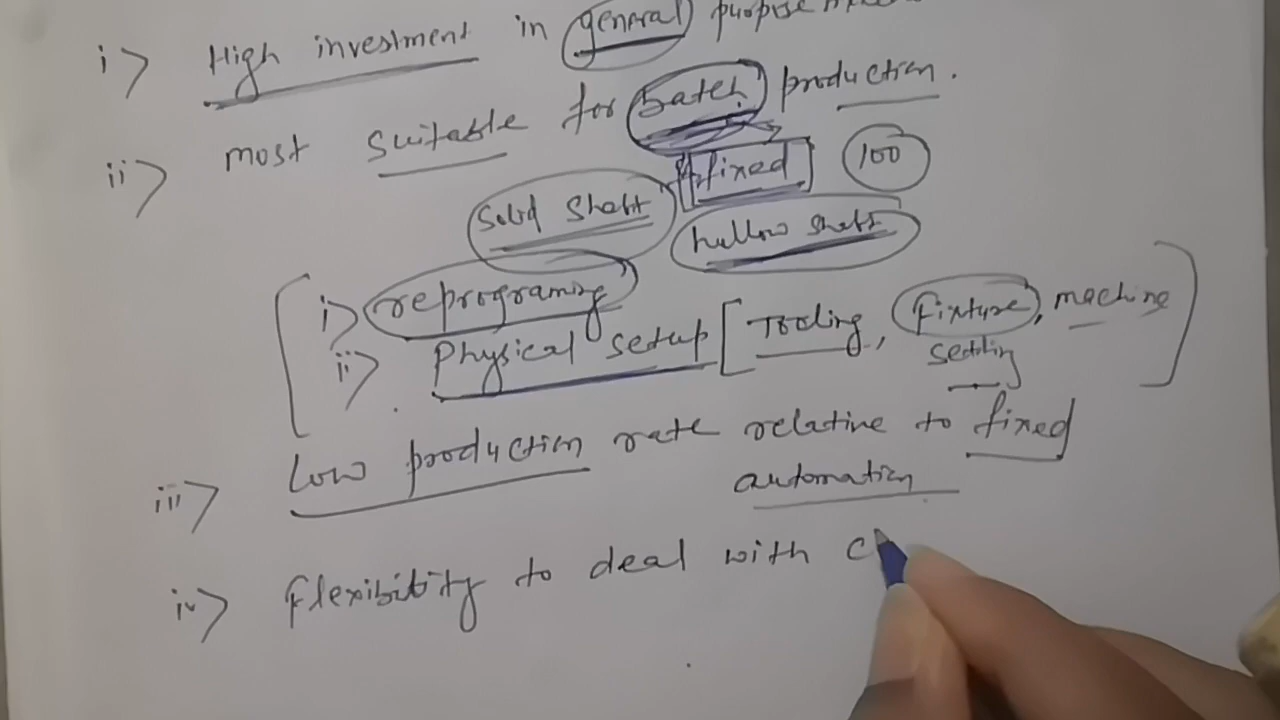 i> High investment in general purpose
ii> most suitable for batch production.
fixed 100
Solid Shaft hollow shaft
i> reprograming
ii> Physical setup [Tooling, fixture, machine
setting
iii> Low production rate relative to fixed
automation
iv> Flexibility to deal with c